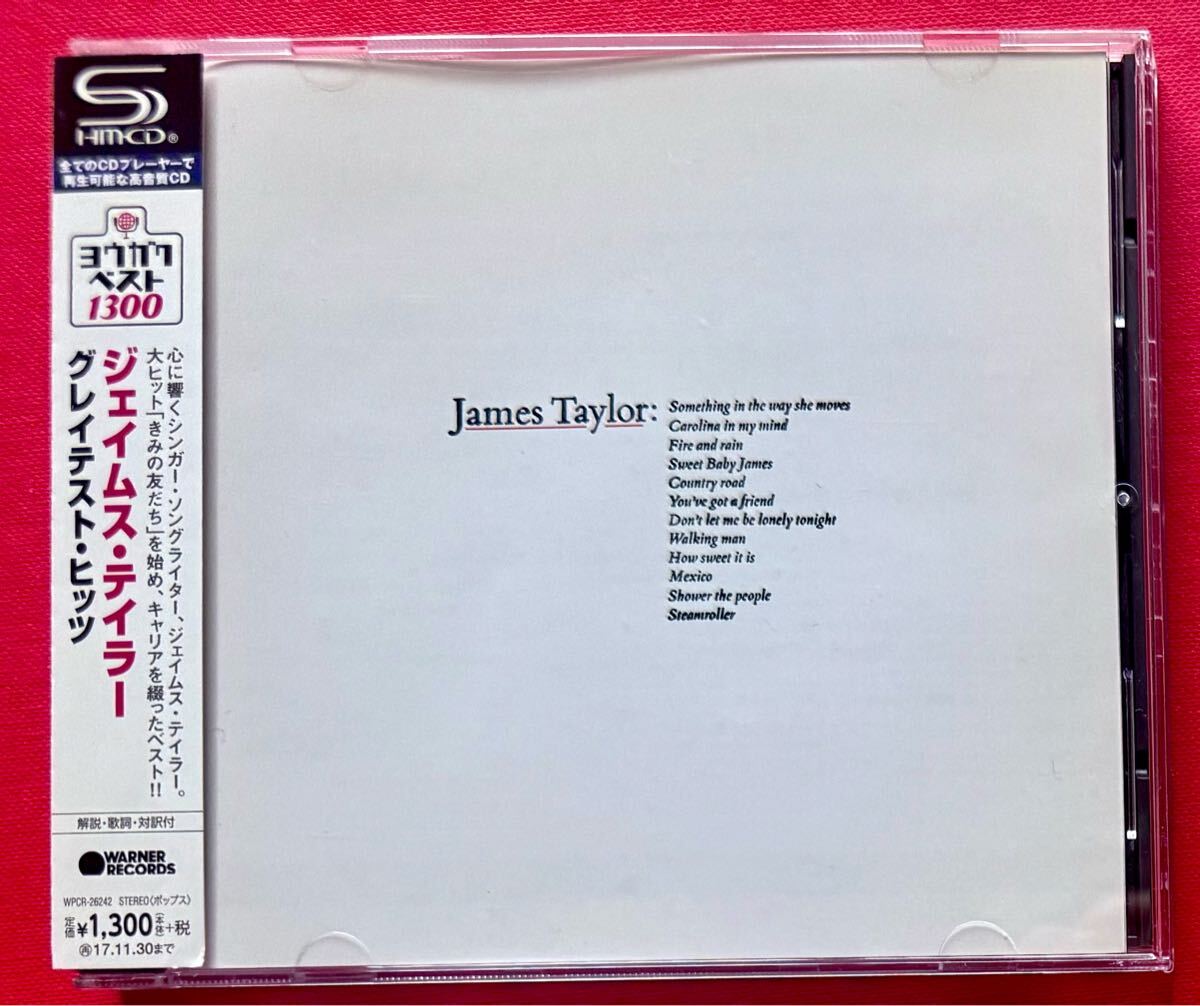 HM-CD®
全てのCDプレーヤーで
再生可能な高音質CD
ヨウガク
ベスト
1300
心に響くシンガー・ソングライター、ジェイムス・テイラー。
大ヒット「きみの友だち」を始め、キャリアを綴ったベスト!!
ジェイムス・テイラー
グレイテスト・ヒッツ
解説・歌詞・対訳付
WARNER
RECORDS
WPCR-26242 STEREO〈ポップス〉
定価¥1,300(本体)+税
再17.11.30まで
James Taylor:
Something in the way she moves
Carolina in my mind
Fire and rain
Sweet Baby James
Country road
You've got a friend
Don't let me be lonely tonight
Walking man
How sweet it is
Mexico
Shower the people
Steamroller